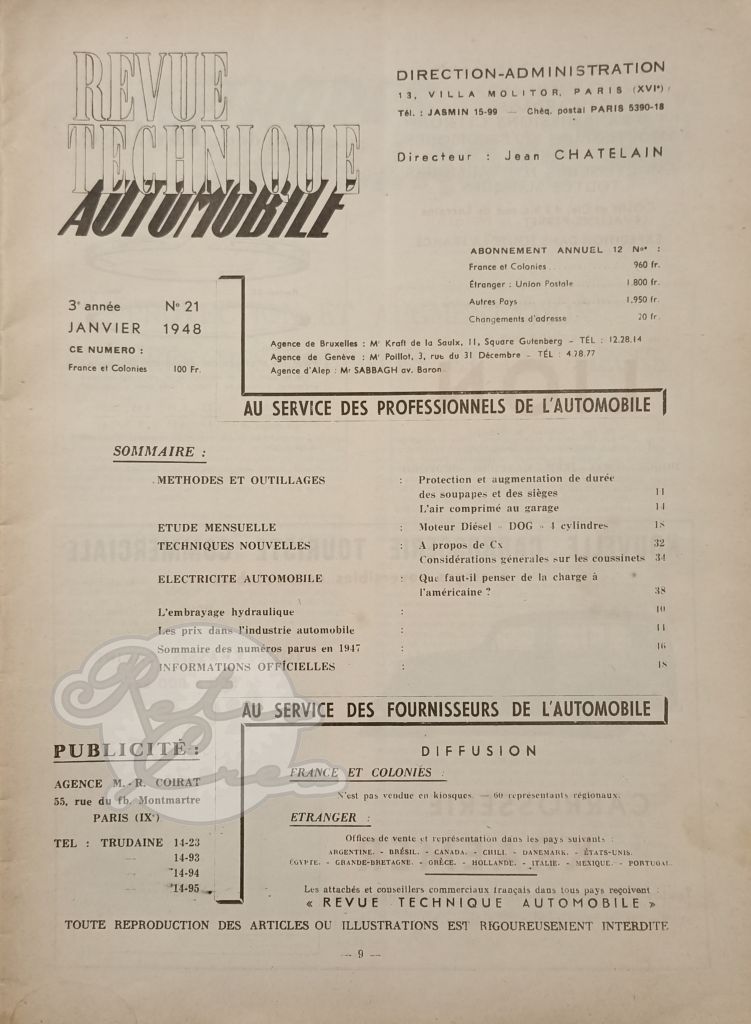 REVUE
TECHNIQUE
AUTOMOBILE
DIRECTION-ADMINISTRATION
13, VILLA MOLITOR, PARIS (XVIe)
Tél. : JASMIN 15-99 — Chèq. postal PARIS 5390-18
Directeur : Jean CHATELAIN
ABONNEMENT ANNUEL 12 Nos :
France et Colonies 960 fr.
Étranger : Union Postale 1.800 fr.
Autres Pays 1.950 fr.
Changements d'adresse 20 fr.
3e année No 21
JANVIER 1948
CE NUMERO :
France et Colonies 100 Fr.
Agence de Bruxelles : Mr Kraft de la Saulx, 11, Square Gutenberg - TÉL : 12.28.14
Agence de Genève : Mr Poillot, 3, rue du 31 Décembre - TÉL : 4.28.77
Agence d'Alep : Mr SABBAGH av. Baron
AU SERVICE DES PROFESSIONNELS DE L'AUTOMOBILE
SOMMAIRE :
METHODES ET OUTILLAGES : Protection et augmentation de durée
des soupapes et des sièges 11
L'air comprimé au garage 14
ETUDE MENSUELLE : Moteur Diésel « DOG » 4 cylindres 18
TECHNIQUES NOUVELLES : A propos de Cx 32
Considérations générales sur les coussinets 34
ELECTRICITE AUTOMOBILE : Que faut-il penser de la charge à
l'américaine ? 38
L'embrayage hydraulique : 40
Les prix dans l'industrie automobile : 44
Sommaire des numéros parus en 1947 : 46
INFORMATIONS OFFICIELLES : 48
AU SERVICE DES FOURNISSEURS DE L'AUTOMOBILE
PUBLICITÉ :
AGENCE M.-R. COIRAT
55, rue du fb. Montmartre
PARIS (IXe)
TEL : TRUDAINE 14-23
— 14-93
— 14-94
— 14-95
DIFFUSION
FRANCE ET COLONIES :
N'est pas vendue en kiosques. — 60 représentants régionaux.
ETRANGER :
Offices de vente et représentation dans les pays suivants :
ARGENTINE. - BRÉSIL. - CANADA. - CHILI. - DANEMARK. - ÉTATS-UNIS.
ÉGYPTE. - GRANDE-BRETAGNE. - GRÈCE. - HOLLANDE. - ITALIE. - MEXIQUE. - PORTUGAL.
Les attachés et conseillers commerciaux français dans tous pays reçoivent :
« REVUE TECHNIQUE AUTOMOBILE »
TOUTE REPRODUCTION DES ARTICLES OU ILLUSTRATIONS EST RIGOUREUSEMENT INTERDITE
— 9 —